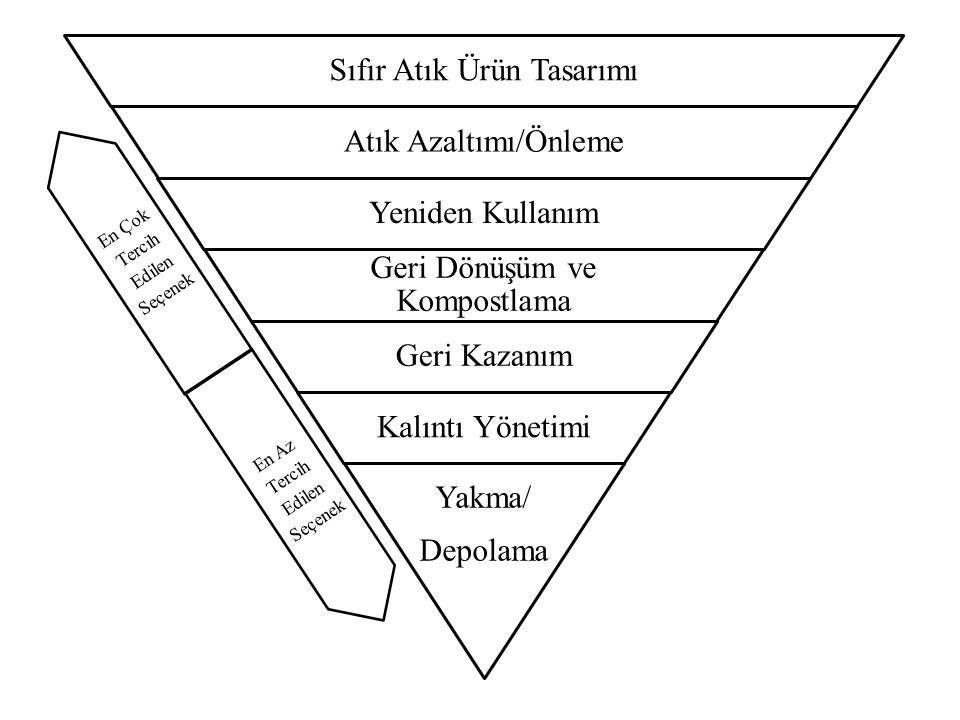 Sıfır Atık Ürün Tasarımı
Atık Azaltımı/Önleme
Yeniden Kullanım
Geri Dönüşüm ve
Kompostlama
Geri Kazanım
Kalıntı Yönetimi
Yakma/
Depolama
En Çok
Tercih
Edilen
Seçenek
En Az
Tercih
Edilen
Seçenek